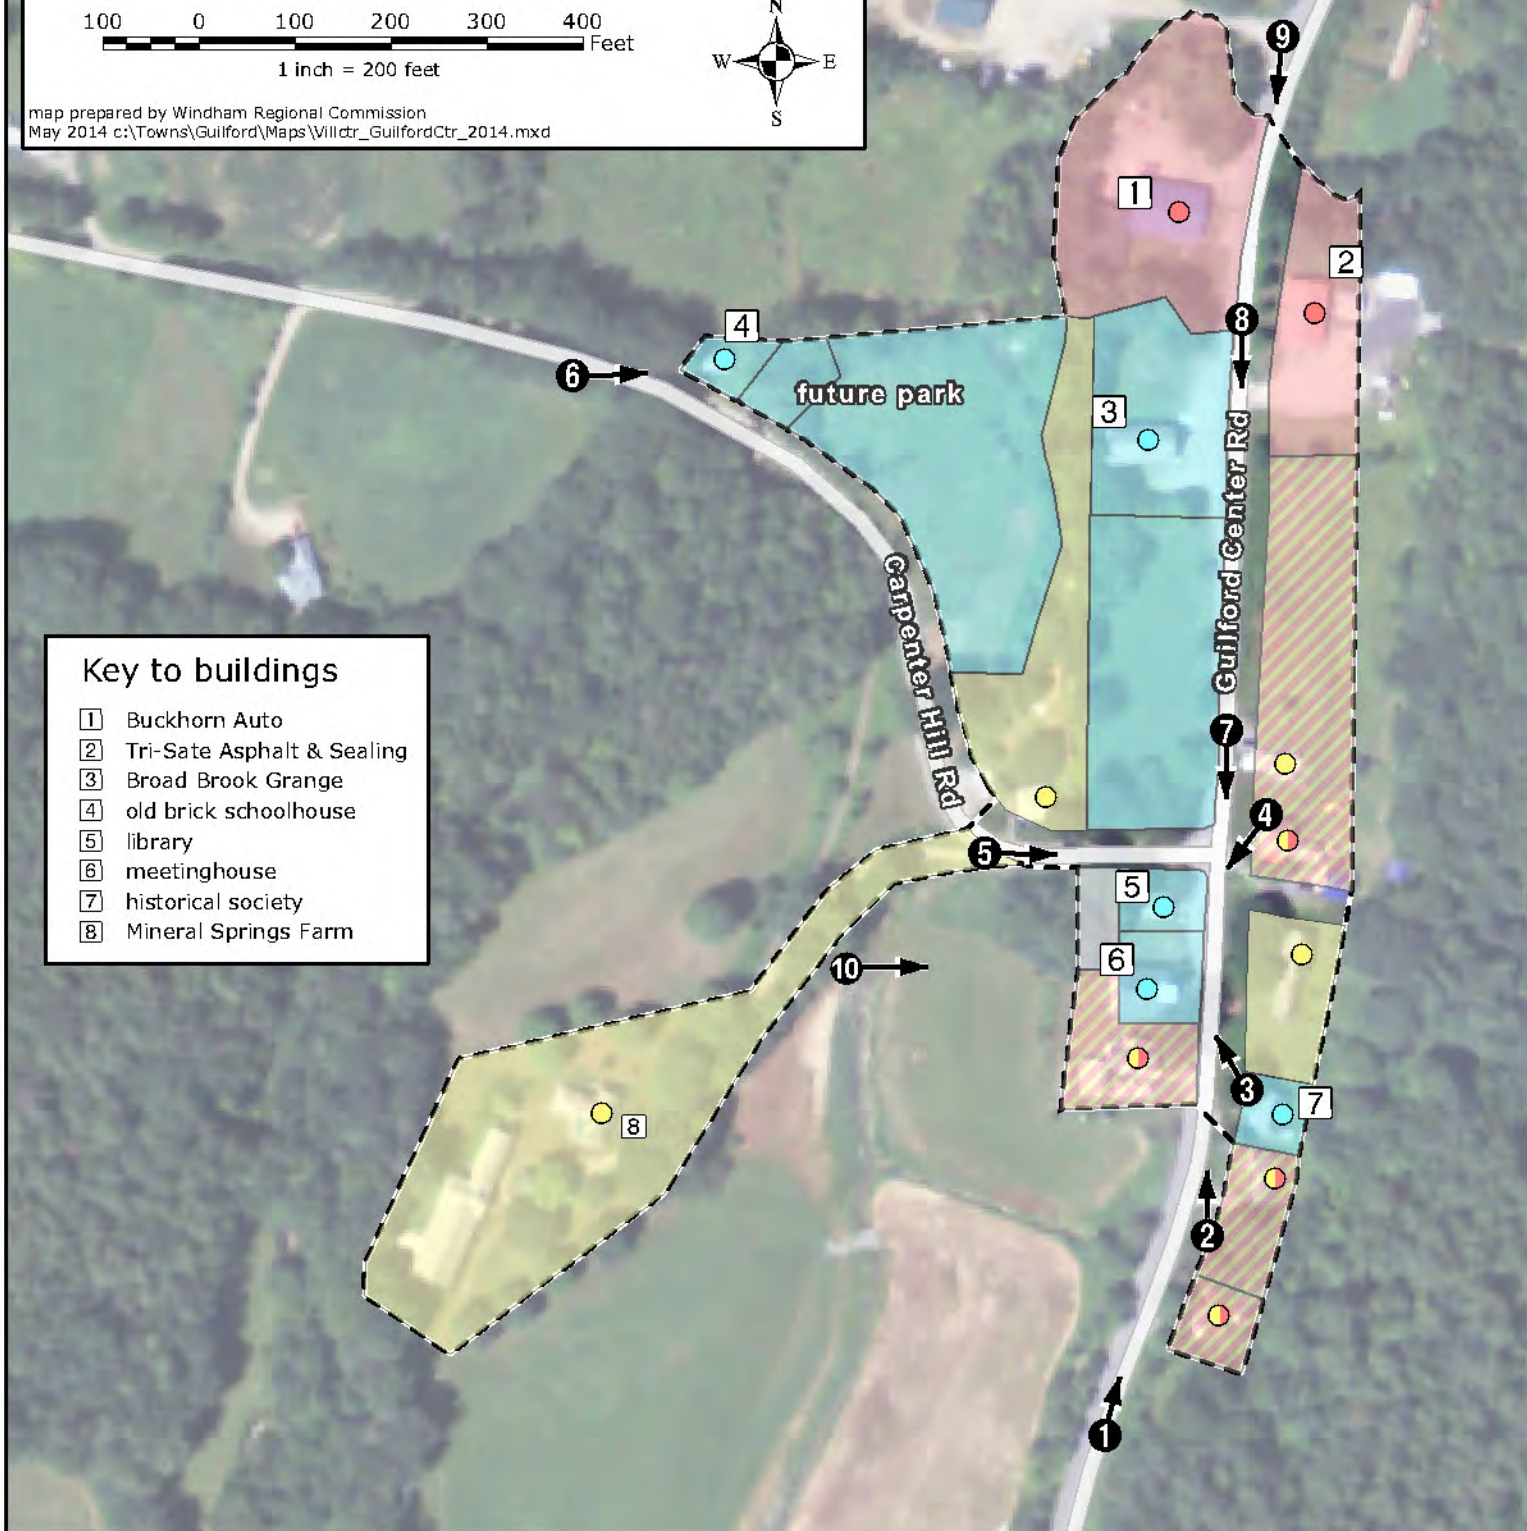 N
100 0 100 200 300 400
Feet
W E
1 inch = 200 feet
S
map prepared by Windham Regional Commission
May 2014 c:\Towns\Guilford\Maps\Villctr_GuilfordCtr_2014.mxd
9
1
2
8
4
6
future park
3
Guilford Center Rd
Carpenter Hill Rd
Key to buildings
1 Buckhorn Auto
2 Tri-Sate Asphalt & Sealing
3 Broad Brook Grange
4 old brick schoolhouse
5 library
6 meetinghouse
7 historical society
8 Mineral Springs Farm
7
4
5
5
6
10
3
7
8
2
1